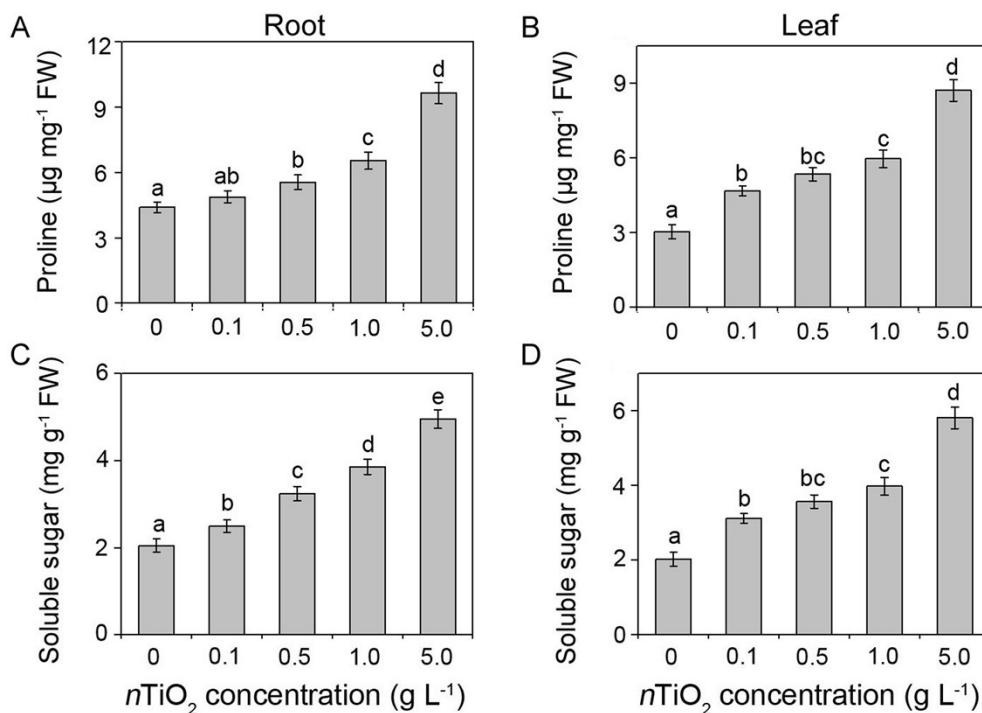 A
Root
Proline (µg mg⁻¹ FW)
12
9
6
3
0
a
ab
b
c
d
0 0.1 0.5 1.0 5.0
B
Leaf
Proline (µg mg⁻¹ FW)
9
6
3
0
a
b
bc
c
d
0 0.1 0.5 1.0 5.0
C
Soluble sugar (mg g⁻¹ FW)
6
4
2
0
a
b
c
d
e
0 0.1 0.5 1.0 5.0
nTiO₂ concentration (g L⁻¹)
D
Soluble sugar (mg g⁻¹ FW)
6
4
2
0
a
b
bc
c
d
0 0.1 0.5 1.0 5.0
nTiO₂ concentration (g L⁻¹)